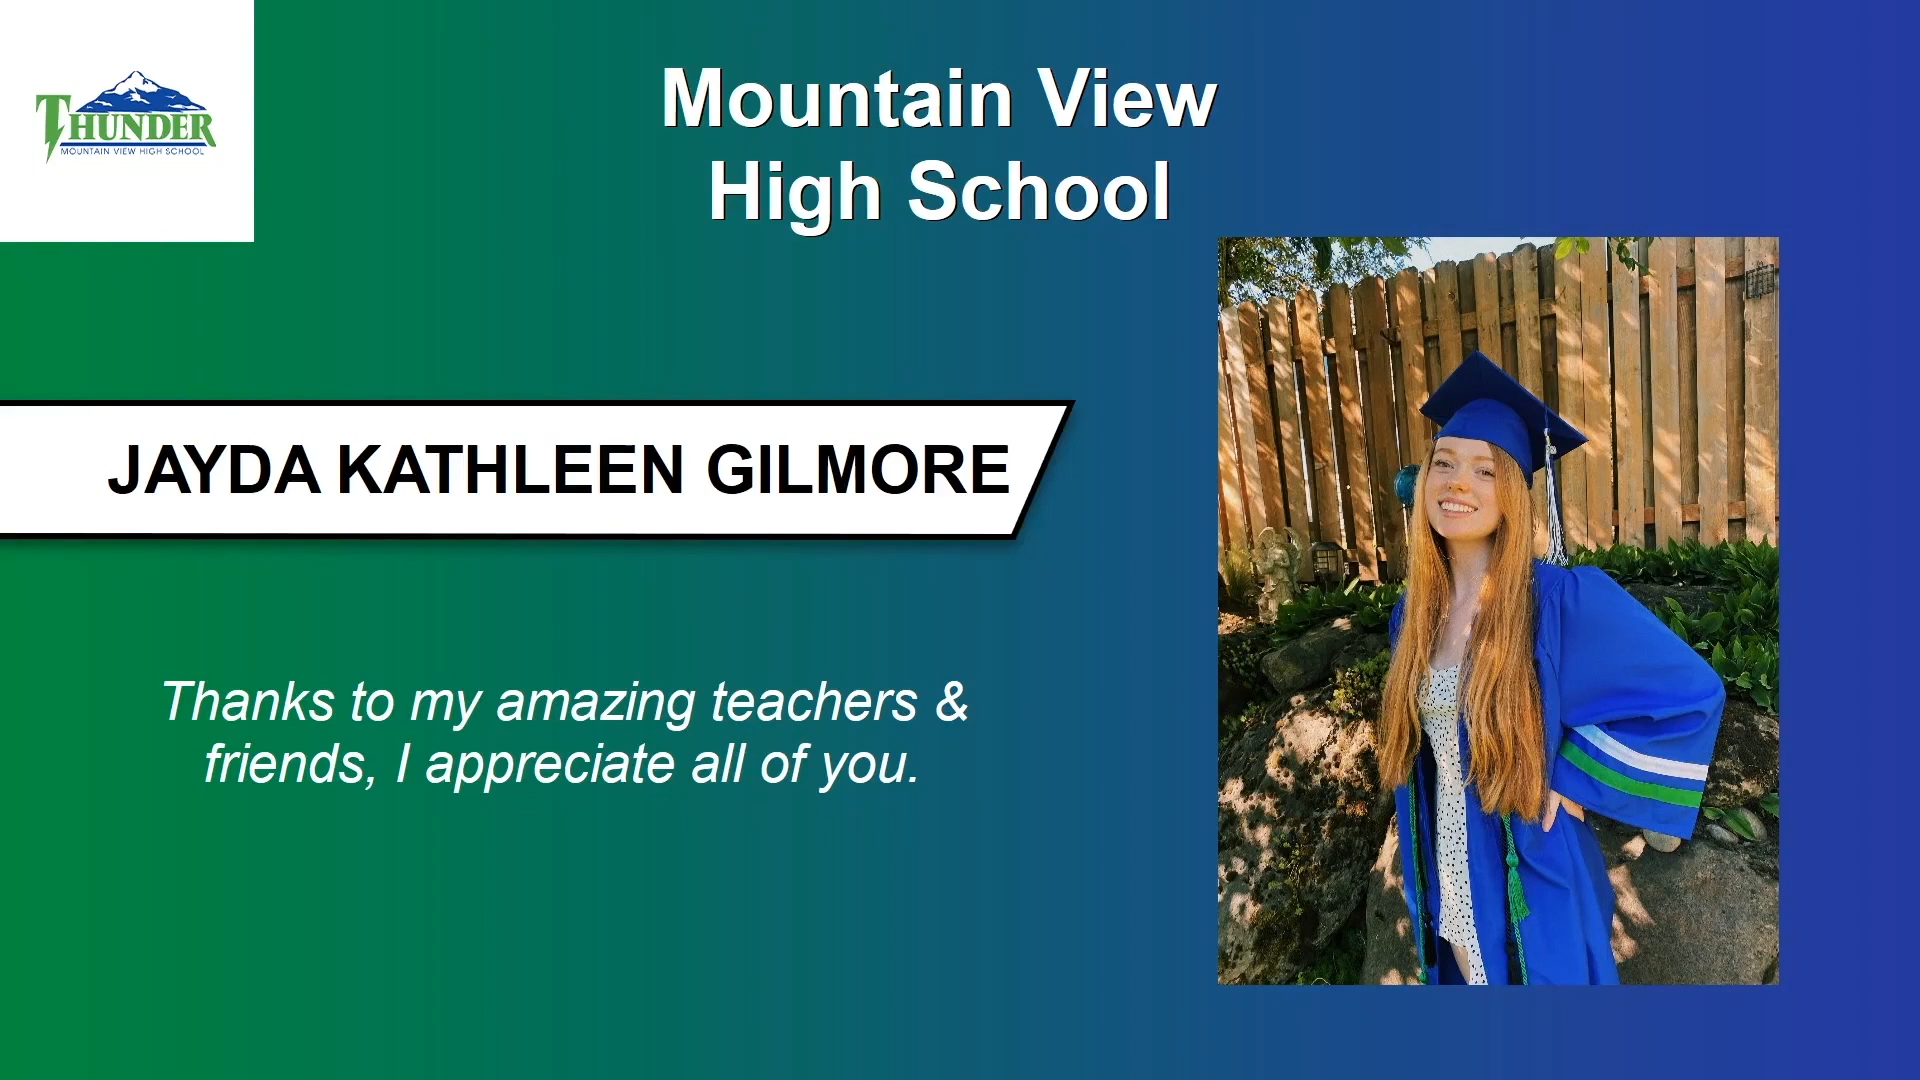 THUNDER
MOUNTAIN VIEW HIGH SCHOOL
Mountain View
High School
JAYDA KATHLEEN GILMORE
Thanks to my amazing teachers &
friends, I appreciate all of you.